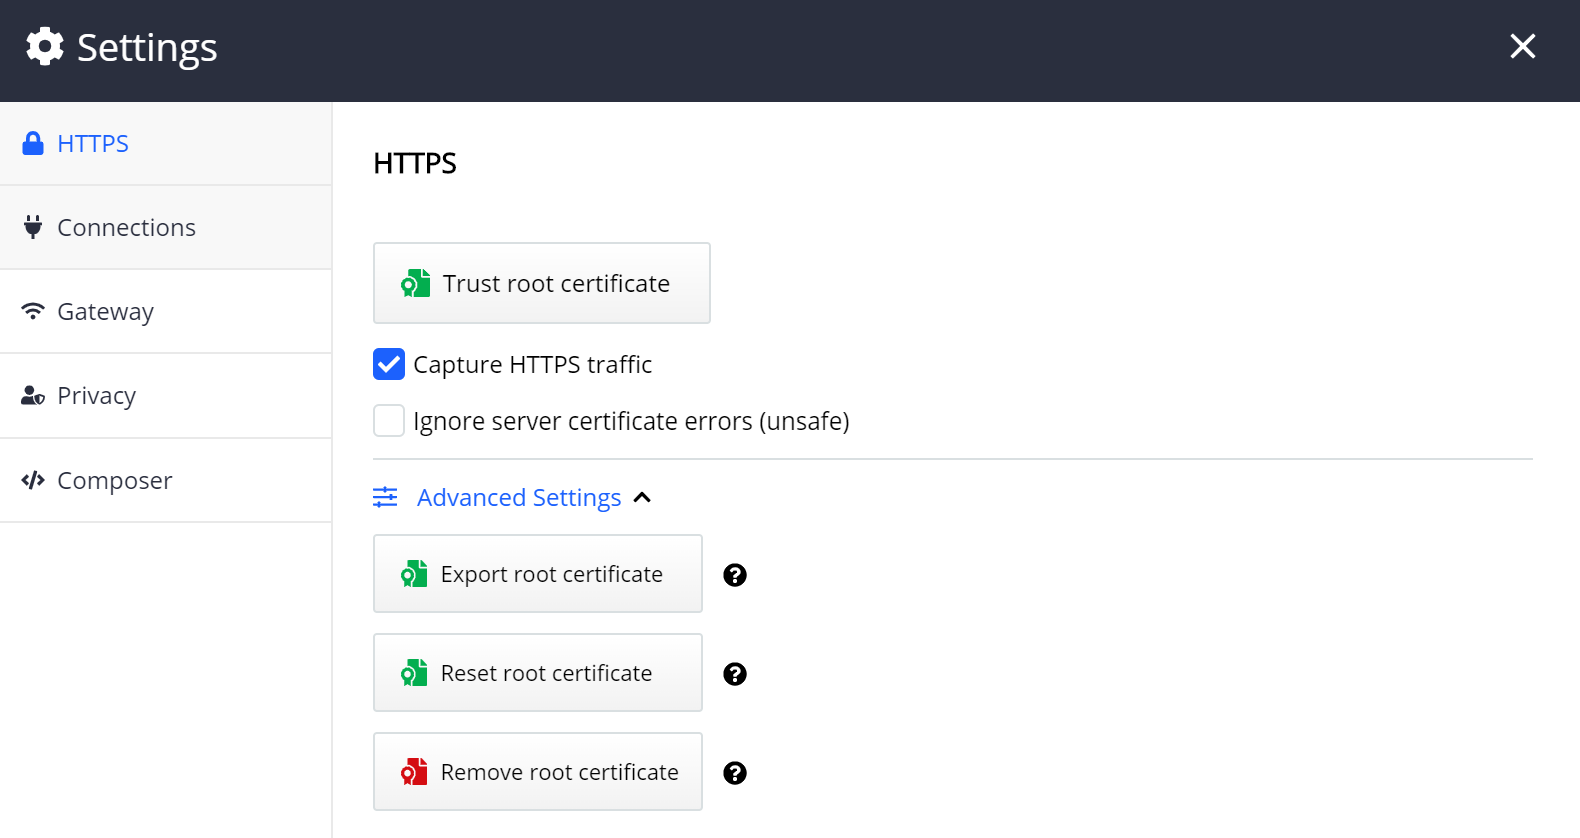 Settings
HTTPS
Connections
Gateway
Privacy
Composer
HTTPS
Trust root certificate
Capture HTTPS traffic
Ignore server certificate errors (unsafe)
Advanced Settings
Export root certificate
Reset root certificate
Remove root certificate